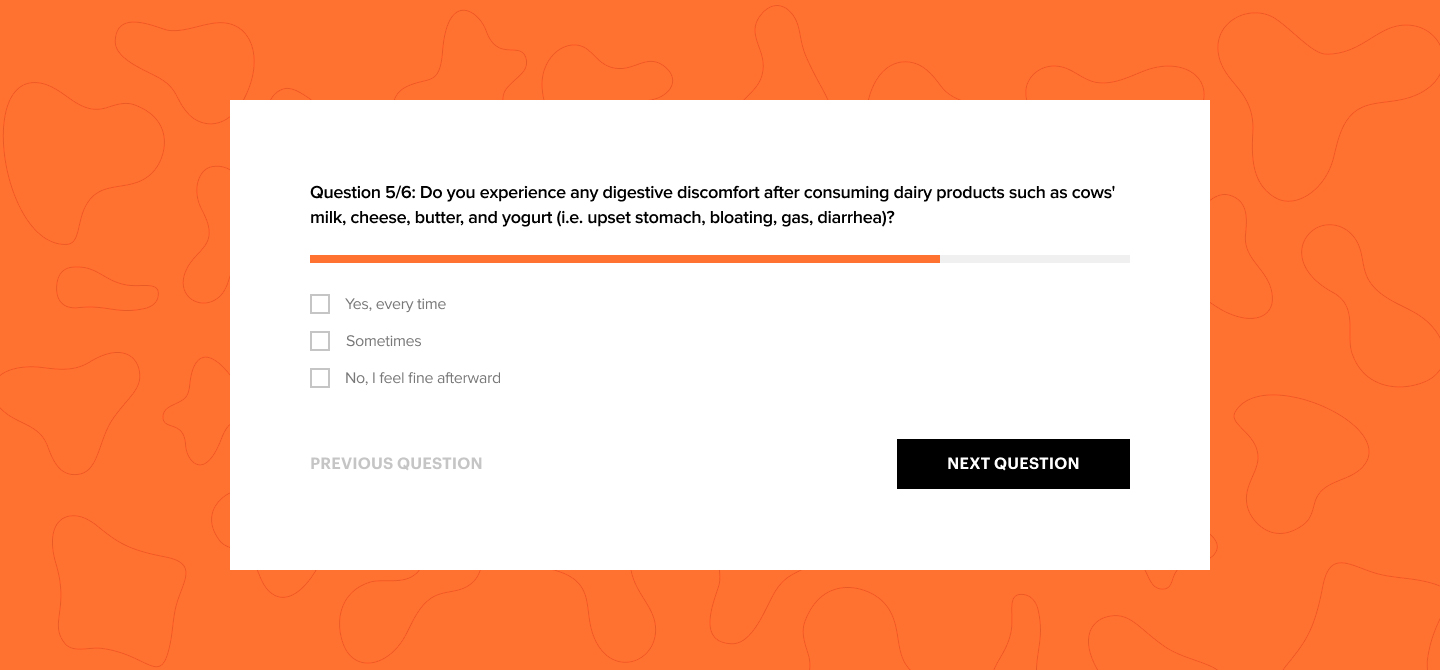 Question 5/6: Do you experience any digestive discomfort after consuming dairy products such as cows'
milk, cheese, butter, and yogurt (i.e. upset stomach, bloating, gas, diarrhea)?
Yes, every time
Sometimes
No, I feel fine afterward
PREVIOUS QUESTION
NEXT QUESTION